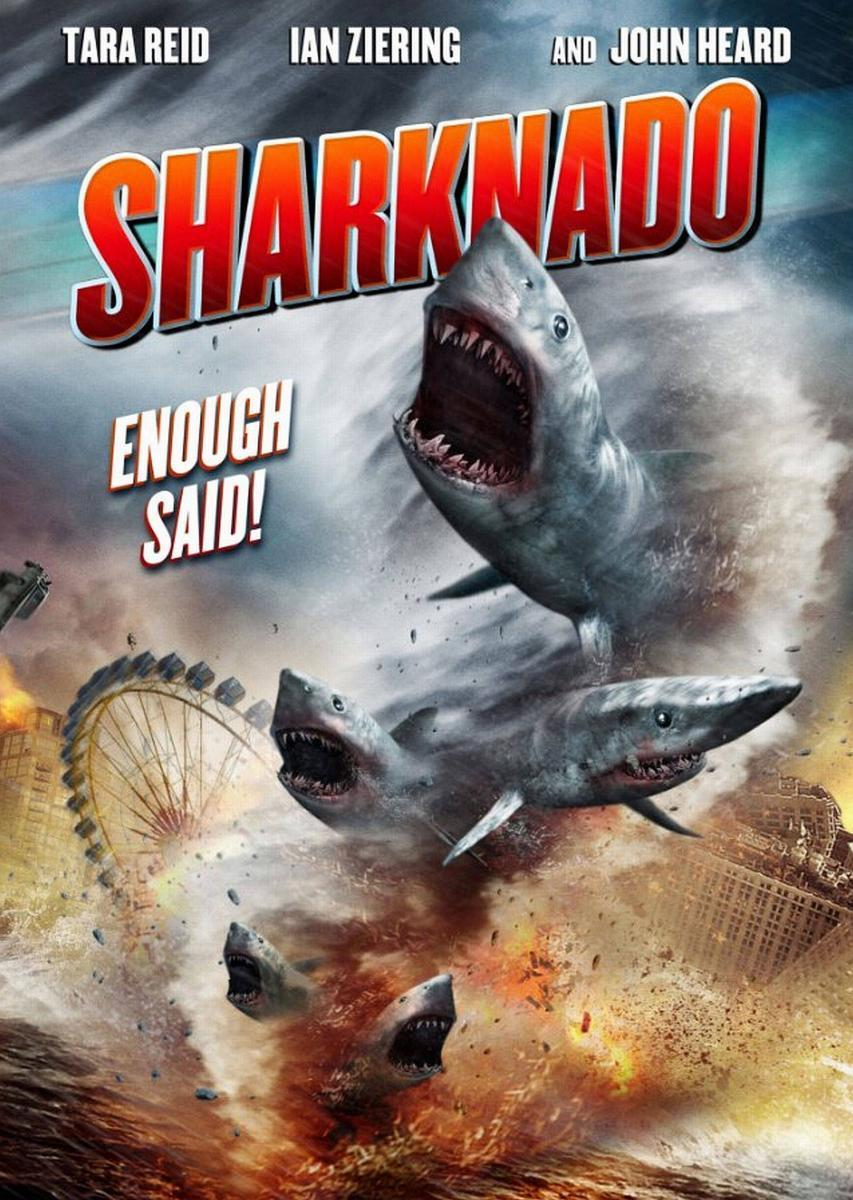 TARA REID IAN ZIERING AND JOHN HEARD
SHARKNADO
ENOUGH
SAID!